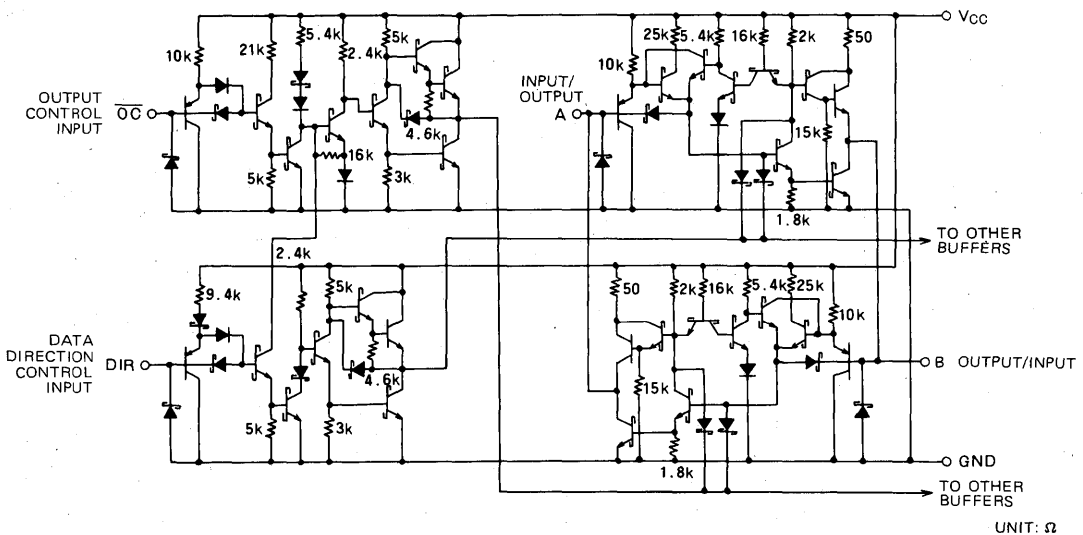 VCC
5.4k
5k
25k 5.4k
16k
2k
50
10k
21k
2.4k
10k
OUTPUT
CONTROL
INPUT
OC
INPUT/
OUTPUT
A
4.6k
15k
16k
5k
3k
1.8k
TO OTHER
BUFFERS
2.4k
9.4k
5k
50
2k
16k
5.4k
25k
10k
DATA
DIRECTION
CONTROL
INPUT
DIR
4.6k
15k
B OUTPUT/INPUT
5k
3k
1.8k
GND
TO OTHER
BUFFERS
UNIT: Ω